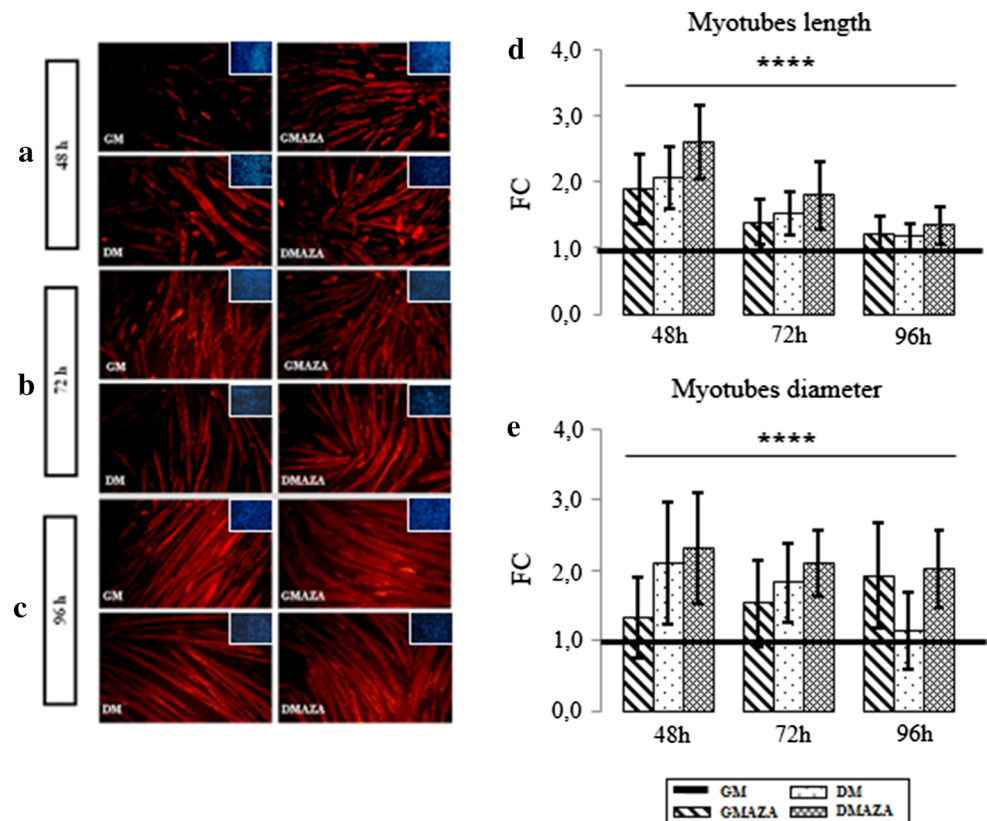 a
48 h
GM
GMAZA
DM
DMAZA
b
72 h
GM
GMAZA
DM
DMAZA
c
96 h
GM
GMAZA
DM
DMAZA
d
Myotubes length
4,0
3,0
2,0
1,0
0,0
FC
****
48h
72h
96h
e
Myotubes diameter
4,0
3,0
2,0
1,0
0,0
FC
****
48h
72h
96h
GM
DM
GMAZA
DMAZA